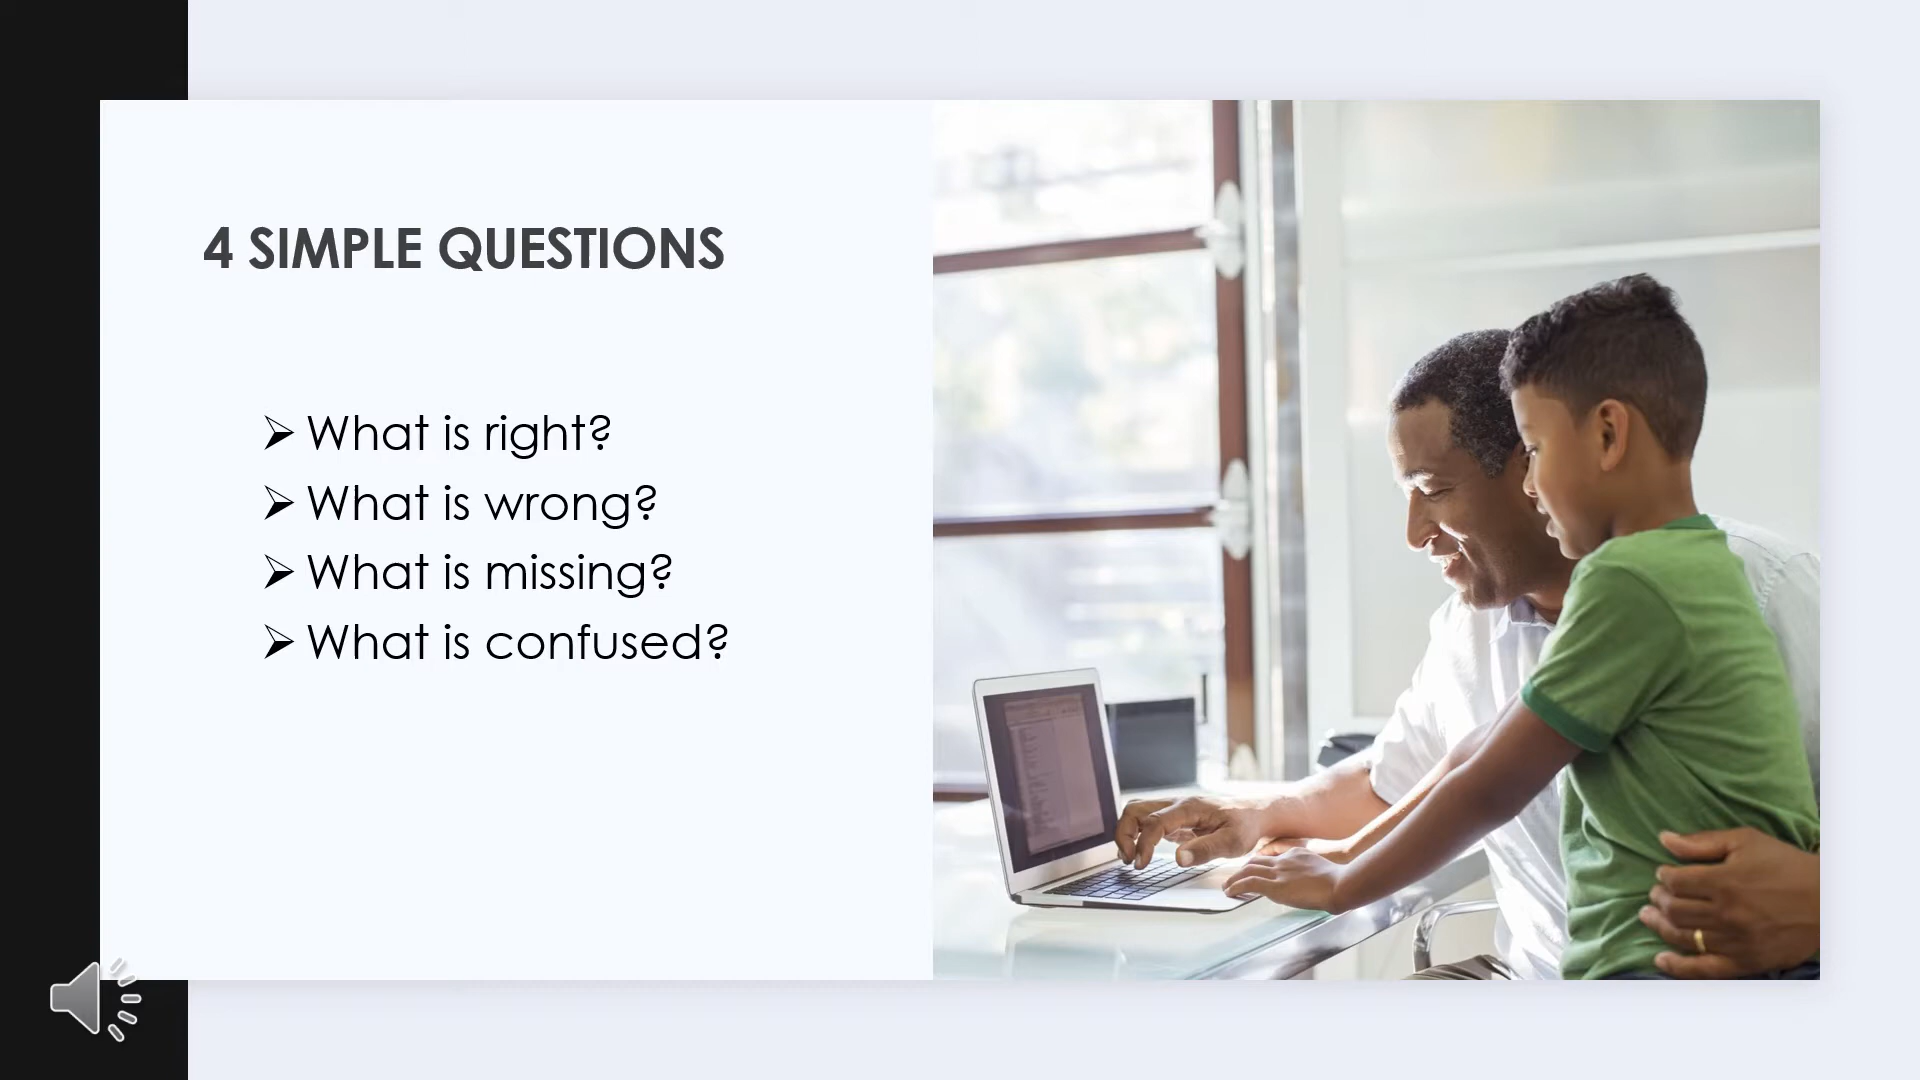 4 SIMPLE QUESTIONS
What is right?
What is wrong?
What is missing?
What is confused?